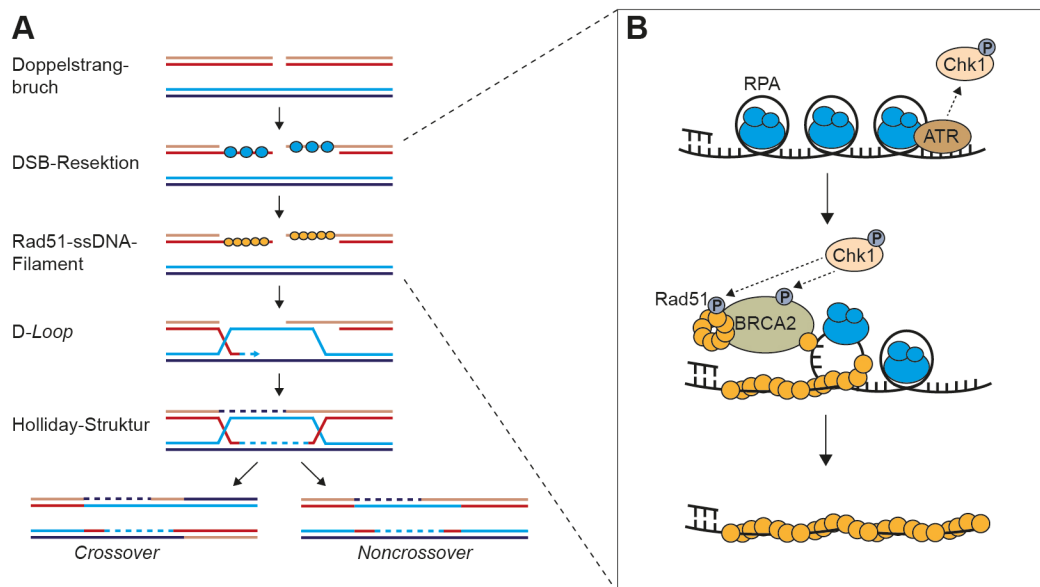 A
Doppelstrang-
bruch
DSB-Resektion
Rad51-ssDNA-
Filament
D-Loop
Holliday-Struktur
Crossover
Noncrossover
B
RPA
P
Chk1
ATR
P
Chk1
Rad51
P
P
BRCA2